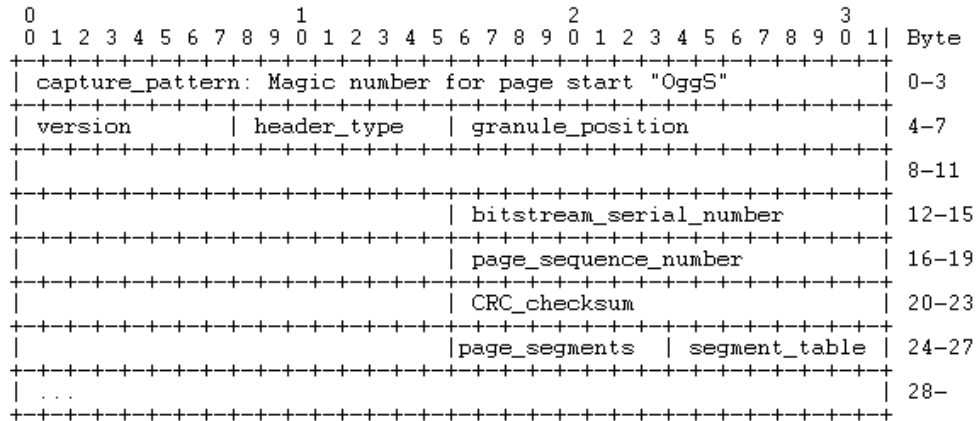 0 1 2 3
0 1 2 3 4 5 6 7 8 9 0 1 2 3 4 5 6 7 8 9 0 1 2 3 4 5 6 7 8 9 0 1| Byte
+-+-+-+-+-+-+-+-+-+-+-+-+-+-+-+-+-+-+-+-+-+-+-+-+-+-+-+-+-+-+-+-+
| capture_pattern: Magic number for page start "OggS" | 0-3
+-+-+-+-+-+-+-+-+-+-+-+-+-+-+-+-+-+-+-+-+-+-+-+-+-+-+-+-+-+-+-+-+
| version | header_type | granule_position | 4-7
+-+-+-+-+-+-+-+-+-+-+-+-+-+-+-+-+-+-+-+-+-+-+-+-+-+-+-+-+-+-+-+-+
| | 8-11
+-+-+-+-+-+-+-+-+-+-+-+-+-+-+-+-+-+-+-+-+-+-+-+-+-+-+-+-+-+-+-+-+
| | bitstream_serial_number | 12-15
+-+-+-+-+-+-+-+-+-+-+-+-+-+-+-+-+-+-+-+-+-+-+-+-+-+-+-+-+-+-+-+-+
| | page_sequence_number | 16-19
+-+-+-+-+-+-+-+-+-+-+-+-+-+-+-+-+-+-+-+-+-+-+-+-+-+-+-+-+-+-+-+-+
| | CRC_checksum | 20-23
+-+-+-+-+-+-+-+-+-+-+-+-+-+-+-+-+-+-+-+-+-+-+-+-+-+-+-+-+-+-+-+-+
| |page_segments | segment_table | 24-27
+-+-+-+-+-+-+-+-+-+-+-+-+-+-+-+-+-+-+-+-+-+-+-+-+-+-+-+-+-+-+-+-+
| ... | 28-
+-+-+-+-+-+-+-+-+-+-+-+-+-+-+-+-+-+-+-+-+-+-+-+-+-+-+-+-+-+-+-+-+